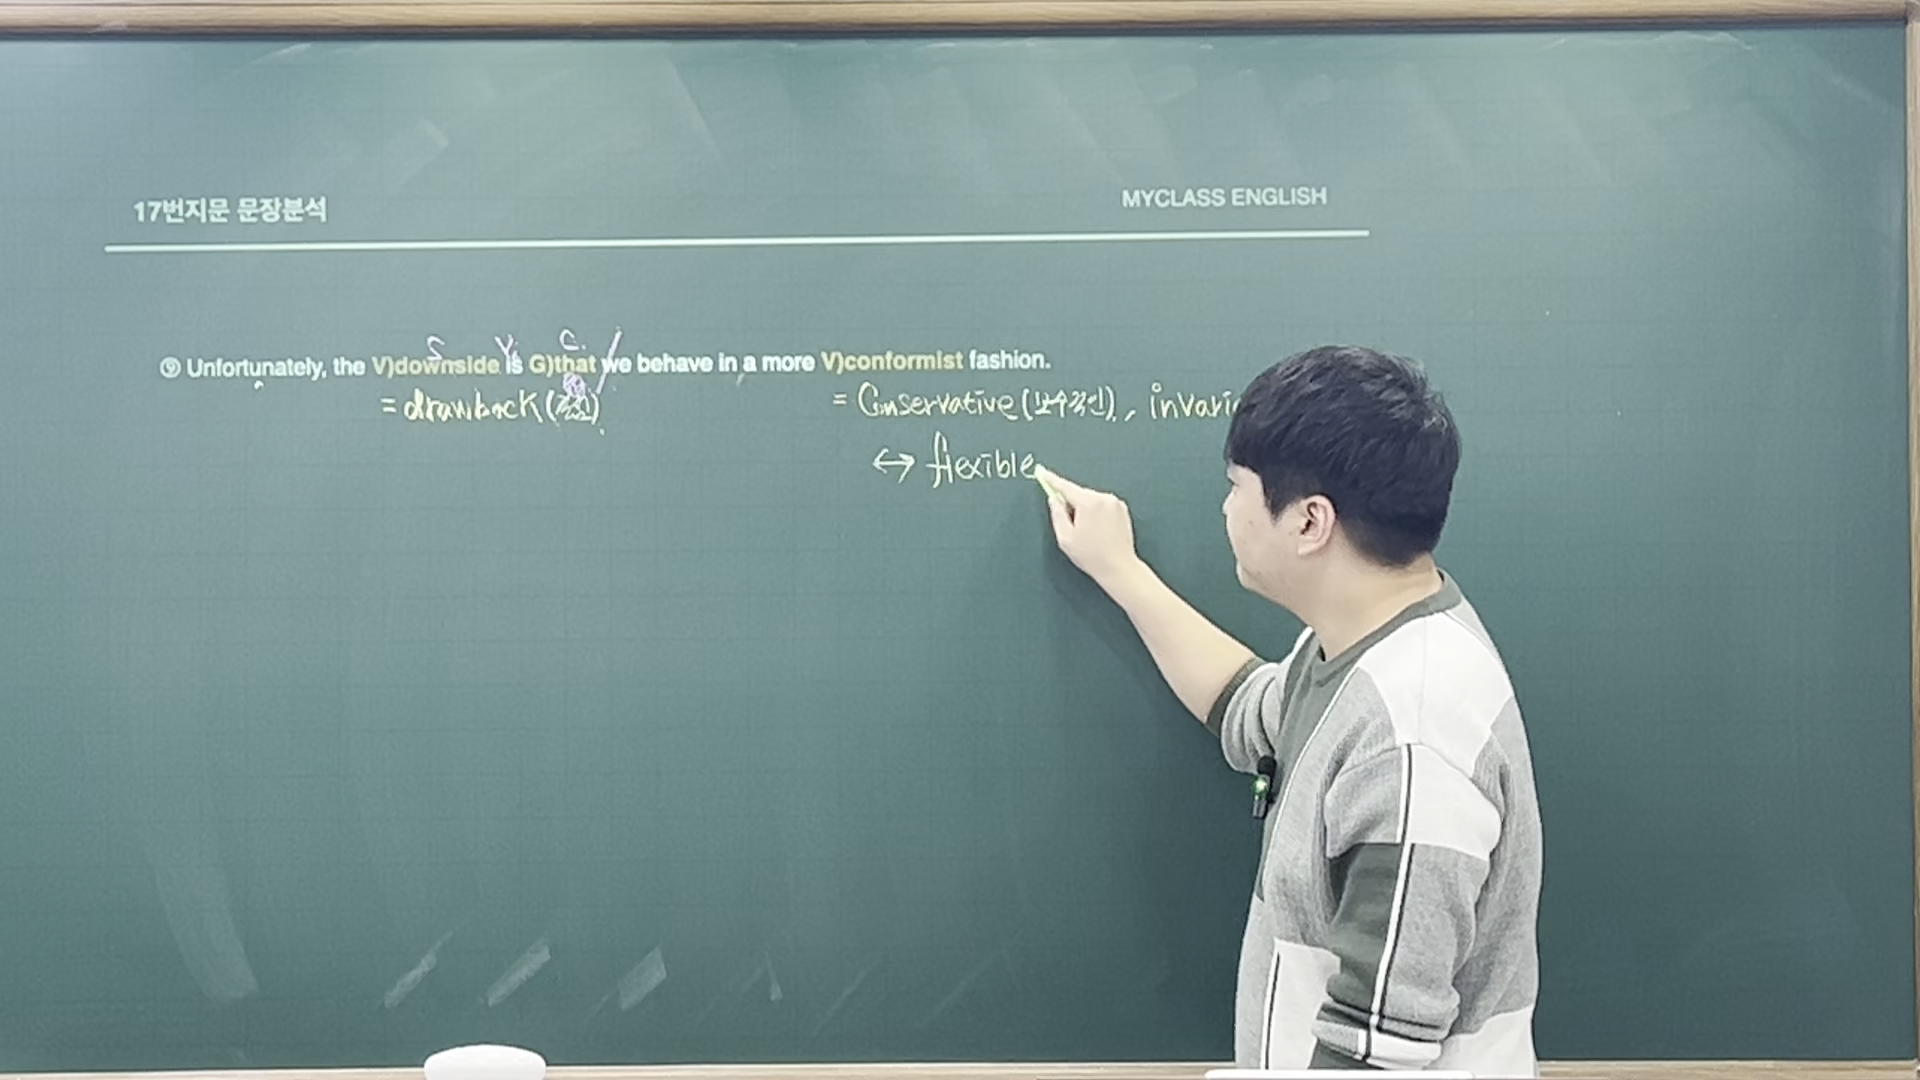 17번지문 문장분석
MYCLASS ENGLISH
S V. C.
⑨ Unfortunately, the V)downside is G)that we behave in a more V)conformist fashion.
= drawback (단점) = Conservative (보수적인), invari
↔ flexible